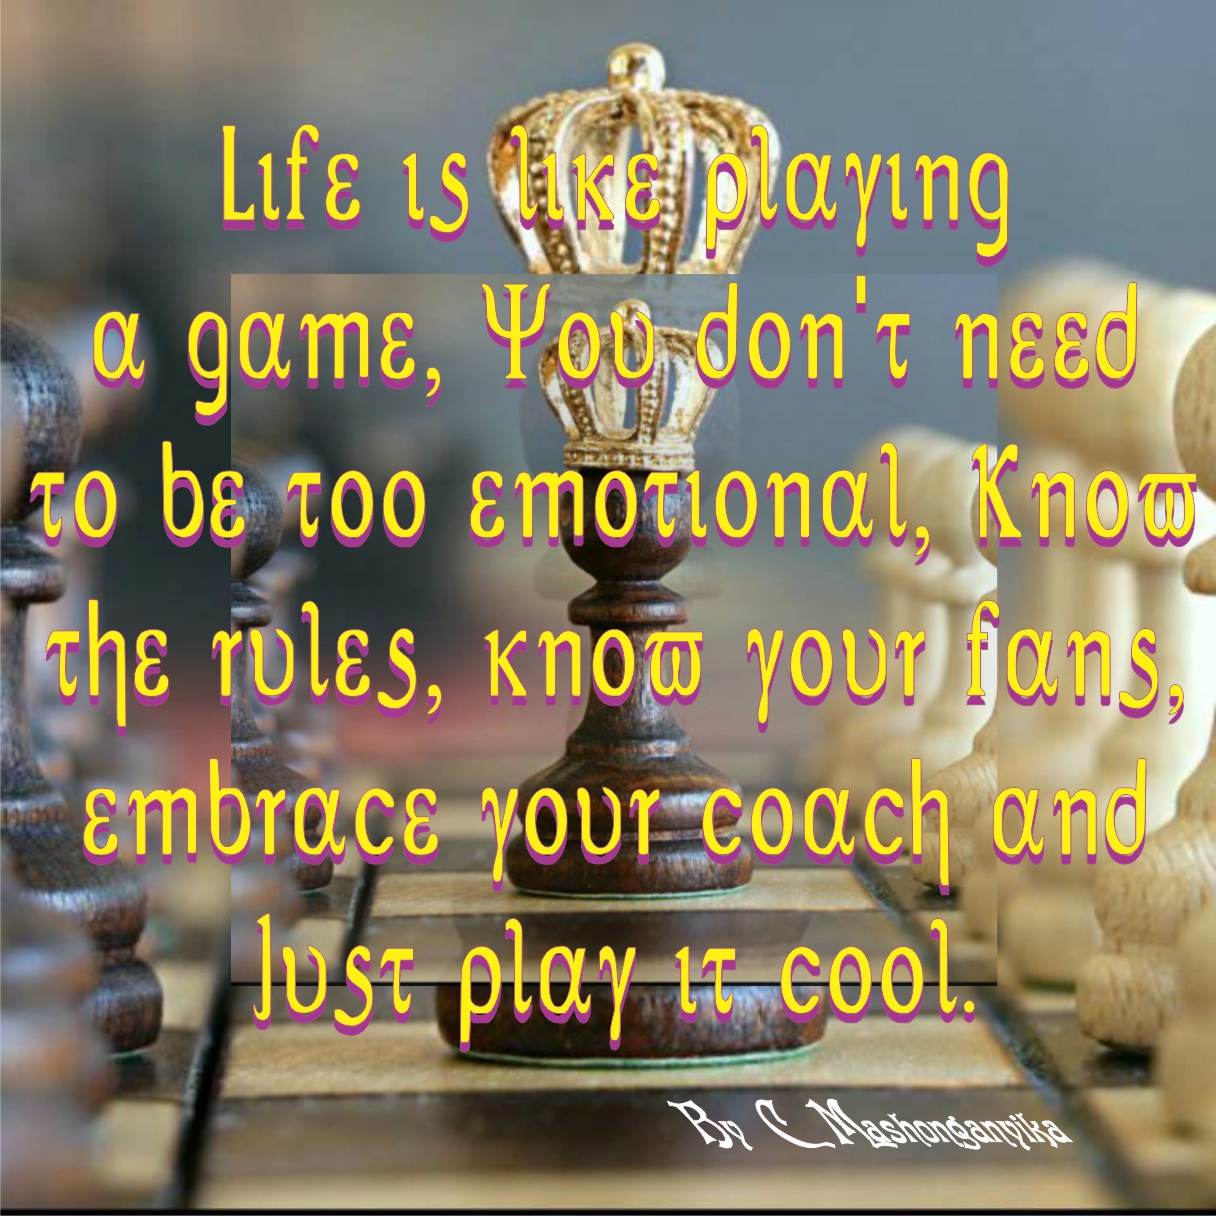 Life is like playing
a game, You don't need
to be too emotional, Know
the rules, know your fans,
embrace your coach and
Just play it cool.
By C Mashonganyika